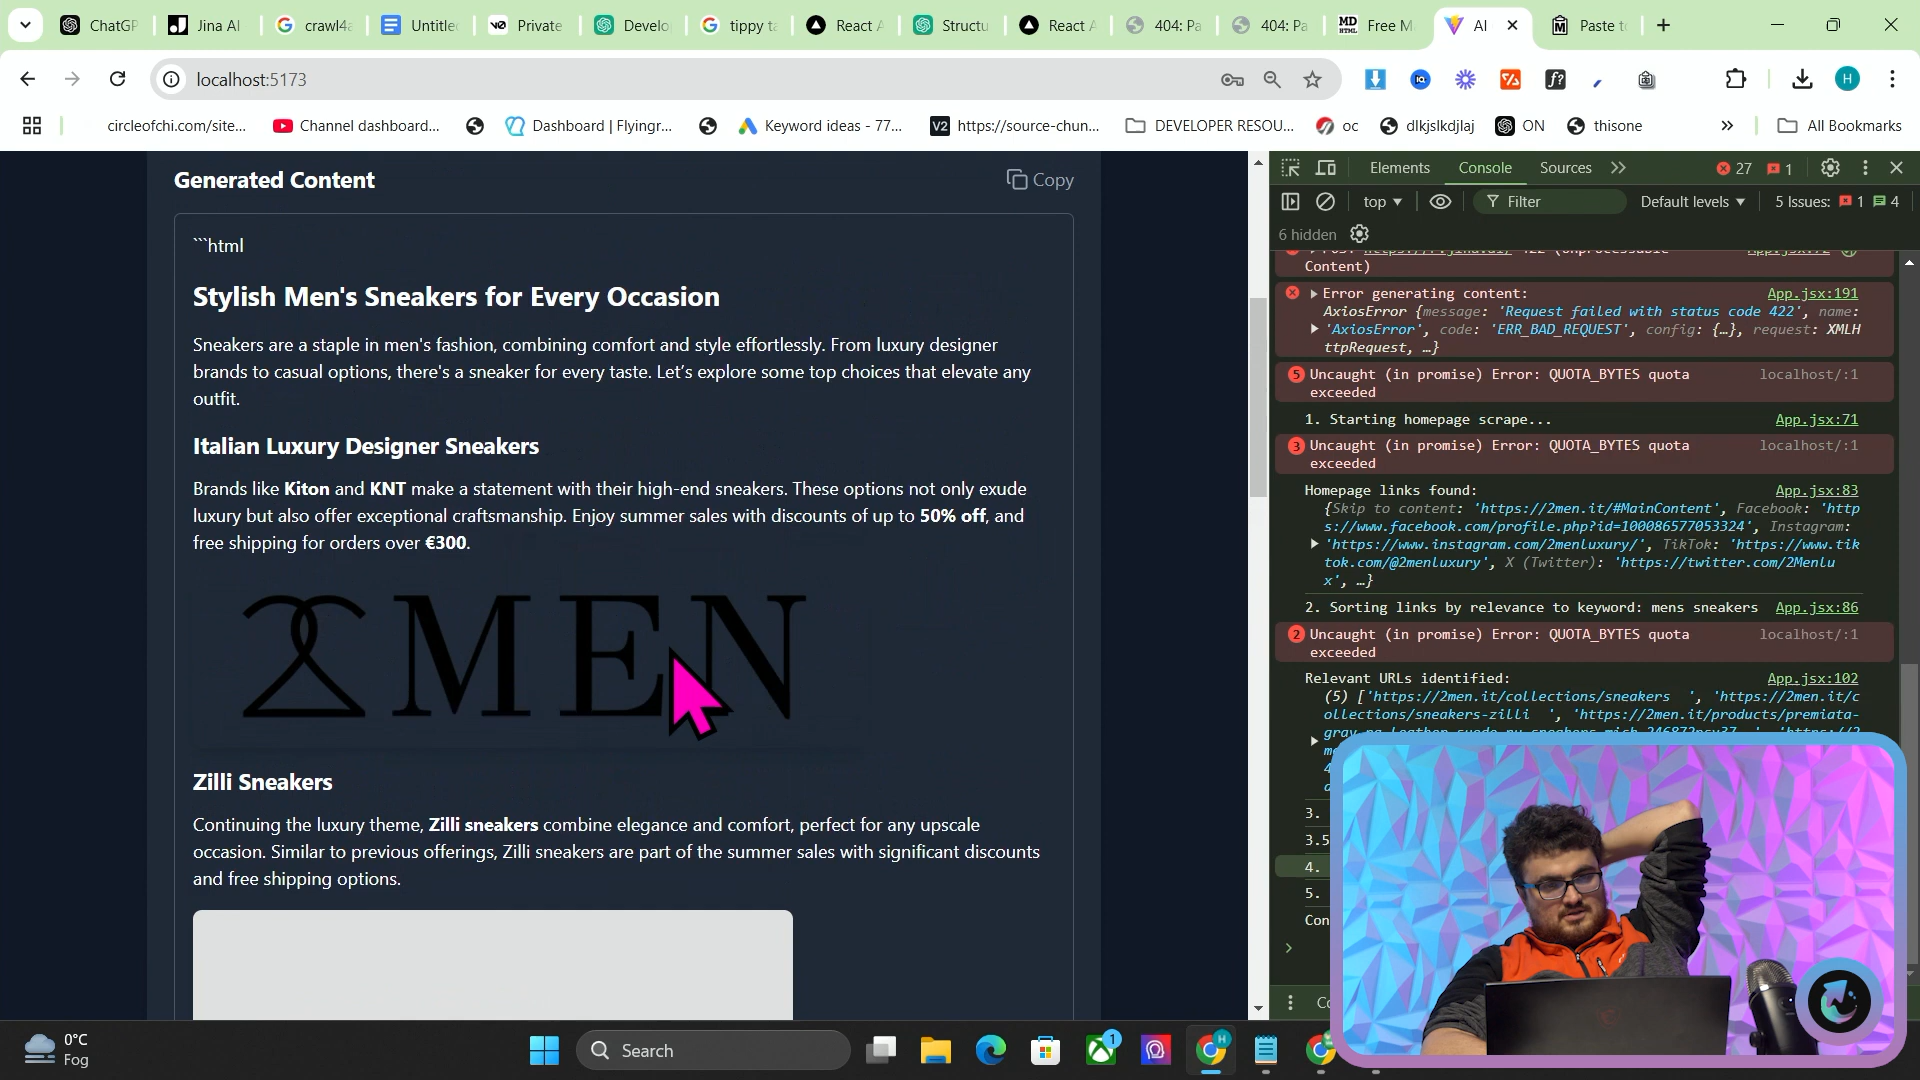 ChatGP
Jina AI
crawl4a
Untitle
Private
Develo
tippy ta
React A
Structu
React A
404: Pa
404: Pa
Free M
AI
Paste to
localhost:5173
circleofchi.com/site...
Channel dashboard...
Dashboard | Flyingr...
Keyword ideas - 77...
https://source-chun...
DEVELOPER RESOU...
oc
dlkjslkdjlaj
ON
thisone
All Bookmarks
Generated Content
Copy
```html
Stylish Men's Sneakers for Every Occasion
Sneakers are a staple in men's fashion, combining comfort and style effortlessly. From luxury designer
brands to casual options, there's a sneaker for every taste. Let’s explore some top choices that elevate any
outfit.
Italian Luxury Designer Sneakers
Brands like Kiton and KNT make a statement with their high-end sneakers. These options not only exude
luxury but also offer exceptional craftsmanship. Enjoy summer sales with discounts of up to 50% off, and
free shipping for orders over €300.
2MEN
Zilli Sneakers
Continuing the luxury theme, Zilli sneakers combine elegance and comfort, perfect for any upscale
occasion. Similar to previous offerings, Zilli sneakers are part of the summer sales with significant discounts
and free shipping options.
Elements
Console
Sources
27
1
top
Filter
Default levels
5 Issues: 1 4
6 hidden
Content)
Error generating content: App.jsx:191
AxiosError {message: 'Request failed with status code 422', name:
'AxiosError', code: 'ERR_BAD_REQUEST', config: {…}, request: XMLH
ttpRequest, …}
5 Uncaught (in promise) Error: QUOTA_BYTES quota localhost/:1
exceeded
1. Starting homepage scrape... App.jsx:71
3 Uncaught (in promise) Error: QUOTA_BYTES quota localhost/:1
exceeded
Homepage links found: App.jsx:83
{Skip to content: 'https://2men.it/#MainContent', Facebook: 'http
s://www.facebook.com/profile.php?id=100086577053324', Instagram:
'https://www.instagram.com/2menluxury/', TikTok: 'https://www.tik
tok.com/@2menluxury', X (Twitter): 'https://twitter.com/2Menlu
x', …}
2. Sorting links by relevance to keyword: mens sneakers App.jsx:86
2 Uncaught (in promise) Error: QUOTA_BYTES quota localhost/:1
exceeded
Relevant URLs identified: App.jsx:102
(5) ['https://2men.it/collections/sneakers ', 'https://2men.it/c
ollections/sneakers-zilli ', 'https://2men.it/products/premiata-
3.
3.5
4.
5.
Con
0°C
Fog
Search
1